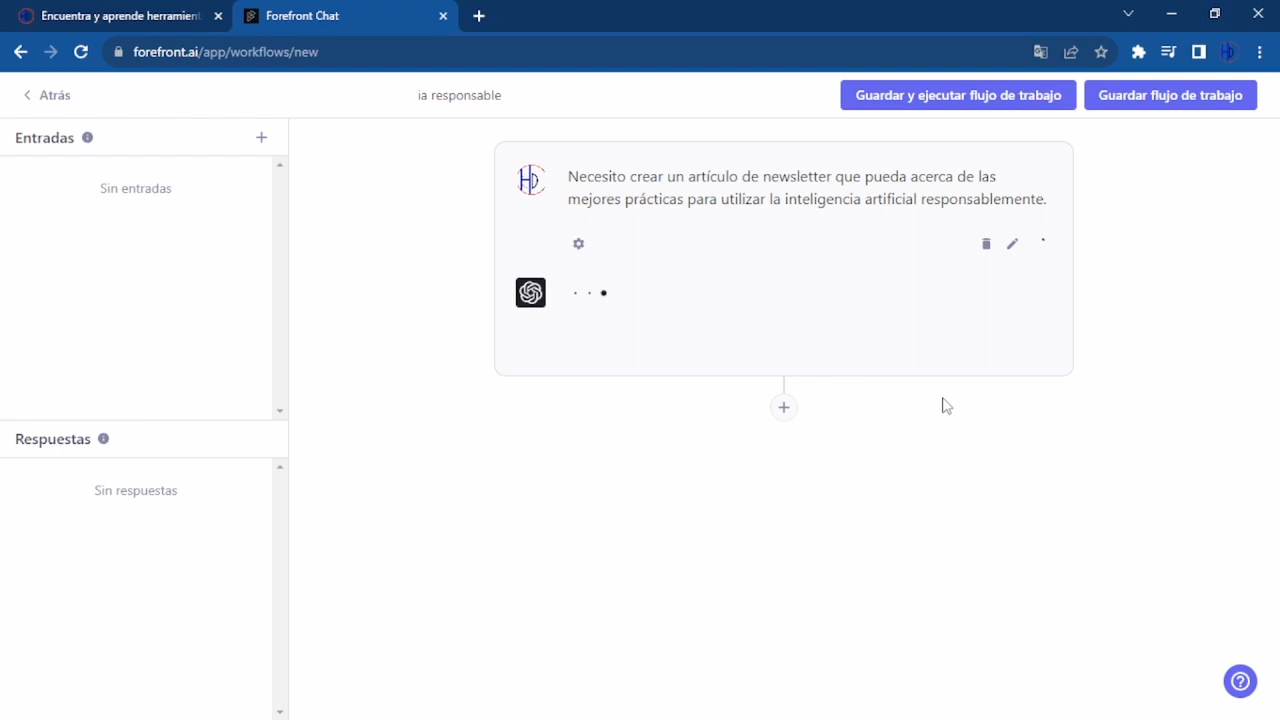 Encuentra y aprende herramient
Forefront Chat
forefront.ai/app/workflows/new
Atrás
ia responsable
Guardar y ejecutar flujo de trabajo
Guardar flujo de trabajo
Entradas
Sin entradas
HD
Necesito crear un artículo de newsletter que pueda acerca de las
mejores prácticas para utilizar la inteligencia artificial responsablemente.
Respuestas
Sin respuestas